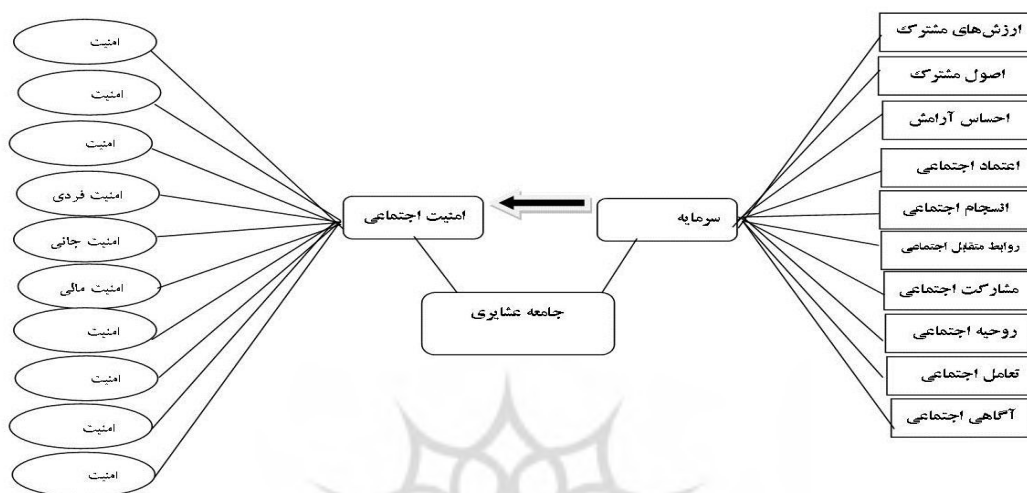 ارزش‌های مشترک
اصول مشترک
احساس آرامش
اعتماد اجتماعی
انسجام اجتماعی
روابط متقابل اجتماعی
مشارکت اجتماعی
روحیه اجتماعی
تعامل اجتماعی
آگاهی اجتماعی
سرمایه
امنیت اجتماعی
جامعه عشایری
امنیت
امنیت
امنیت
امنیت فردی
امنیت جانی
امنیت مالی
امنیت
امنیت
امنیت
امنیت